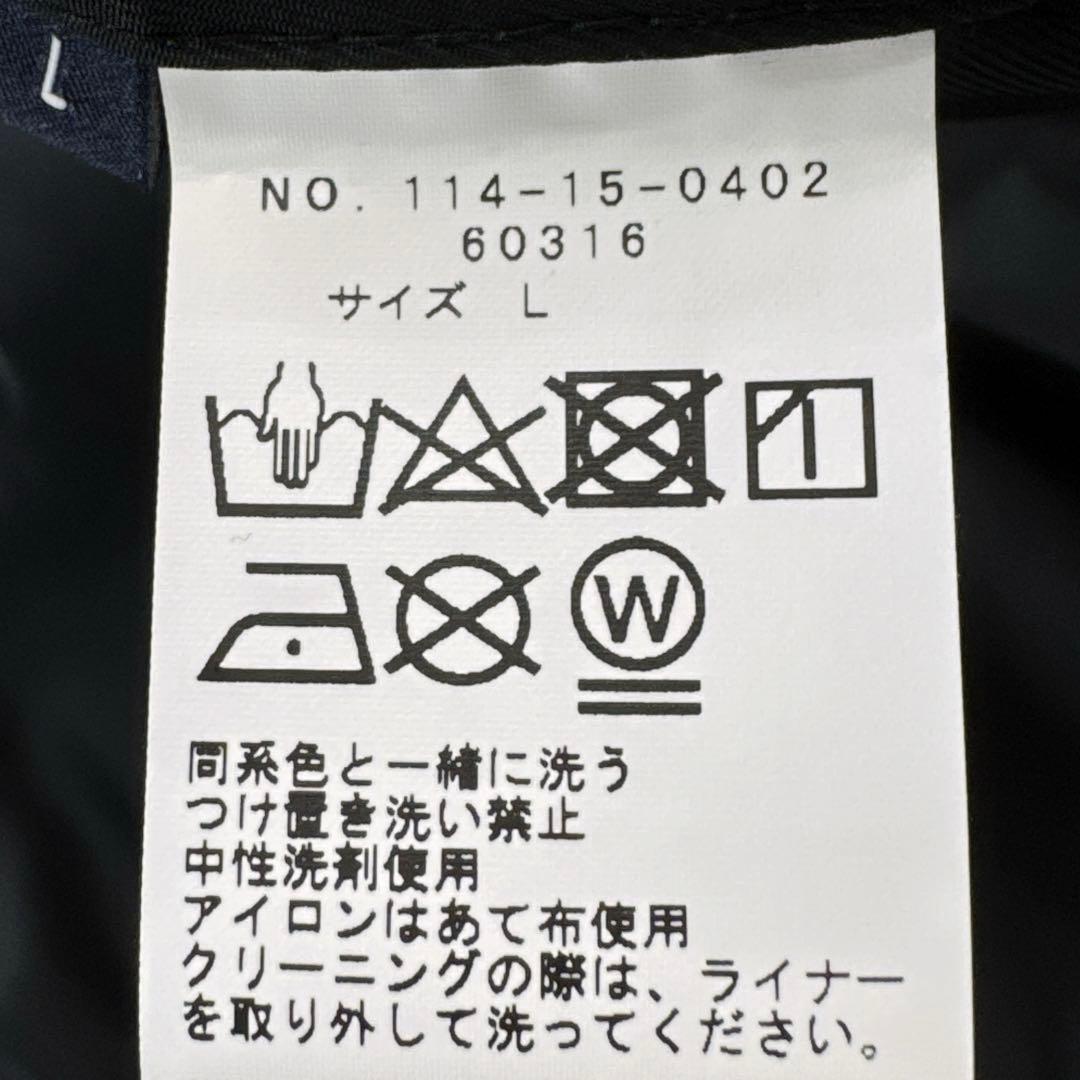 L
NO. 114-15-0402
60316
サイズ L
W
同系色と一緒に洗う
つけ置き洗い禁止
中性洗剤使用
アイロンはあて布使用
クリーニングの際は、ライナー
を取り外して洗ってください。